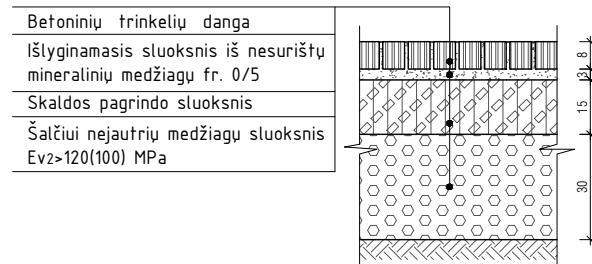 Betoninių trinkelių danga
Išlyginamasis sluoksnis iš nesurištų
mineralinių medžiagų fr. 0/5
Skaldos pagrindo sluoksnis
Šalčiui nejautrių medžiagų sluoksnis
Ev2>120(100) MPa
8
3
15
30